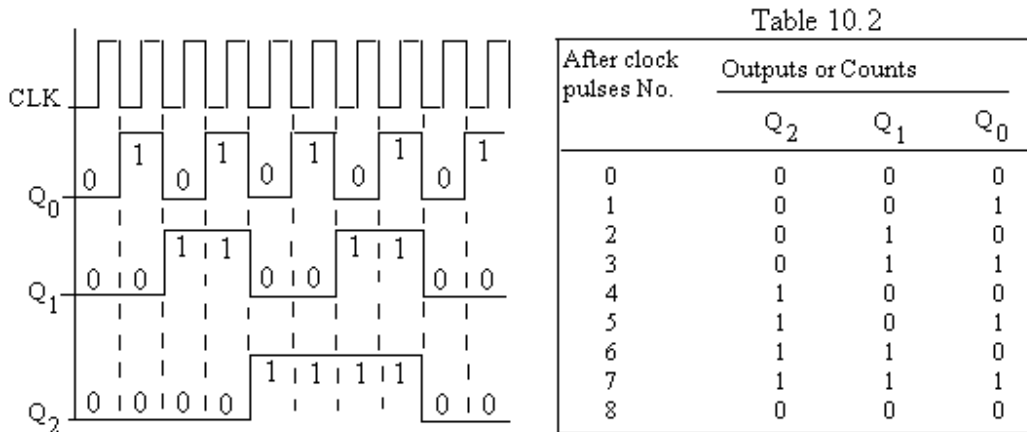 CLK
0 1 0 1 0 1 0 1 0 1
Q0
0 0 1 1 0 0 1 1 0 0
Q1
0 0 0 0 1 1 1 1 0 0
Q2
Table 10.2
After clock pulses No. Outputs or Counts
Q2 Q1 Q0
0 0 0 0
1 0 0 1
2 0 1 0
3 0 1 1
4 1 0 0
5 1 0 1
6 1 1 0
7 1 1 1
8 0 0 0